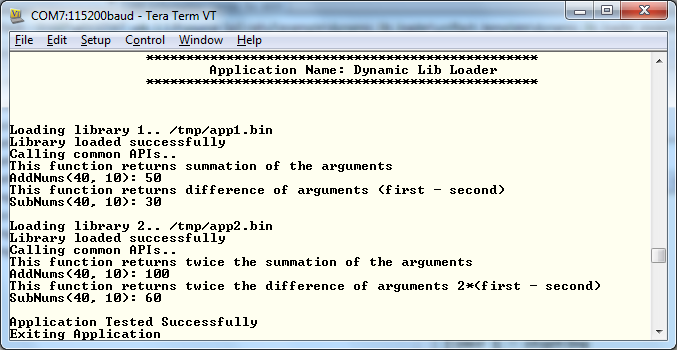 COM7:115200baud - Tera Term VT
File Edit Setup Control Window Help
*************************************************
Application Name: Dynamic Lib Loader
*************************************************
Loading library 1.. /tmp/app1.bin
Library loaded successfully
Calling common APIs..
This function returns summation of the arguments
AddNums(40, 10): 50
This function returns difference of arguments (first - second)
SubNums(40, 10): 30
Loading library 2.. /tmp/app2.bin
Library loaded successfully
Calling common APIs..
This function returns twice the summation of the arguments
AddNums(40, 10): 100
This function returns twice the difference of arguments 2*(first - second)
SubNums(40, 10): 60
Application Tested Successfully
Exiting Application